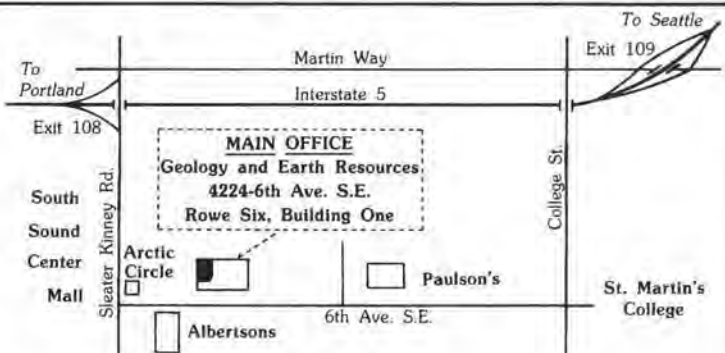 To Seattle
Exit 109
Martin Way
To
Portland
Interstate 5
Exit 108
MAIN OFFICE
Geology and Earth Resources
4224-6th Ave. S.E.
Rowe Six, Building One
Sleater Kinney Rd.
College St.
South
Sound
Center
Mall
Arctic
Circle
Paulson's
St. Martin's
College
6th Ave. S.E.
Albertsons